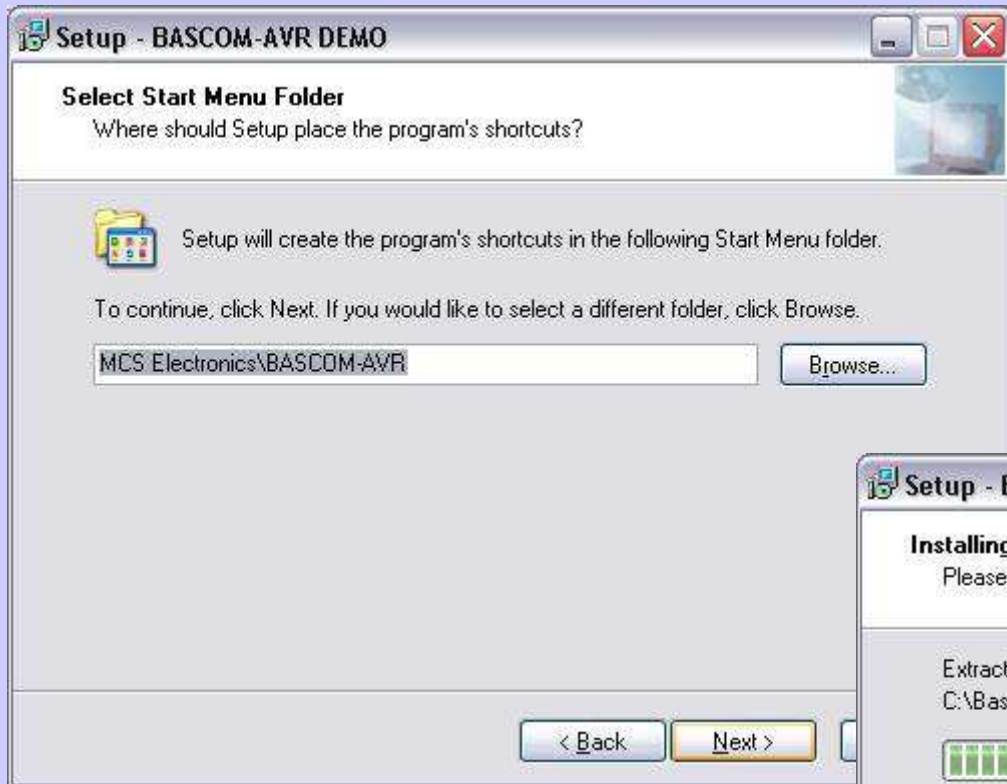 Setup - BASCOM-AVR DEMO
Select Start Menu Folder
Where should Setup place the program's shortcuts?
Setup will create the program's shortcuts in the following Start Menu folder.
To continue, click Next. If you would like to select a different folder, click Browse.
MCS Electronics\BASCOM-AVR
Browse...
< Back
Next >
Setup -
Installing
Please
Extract
C:\Bas